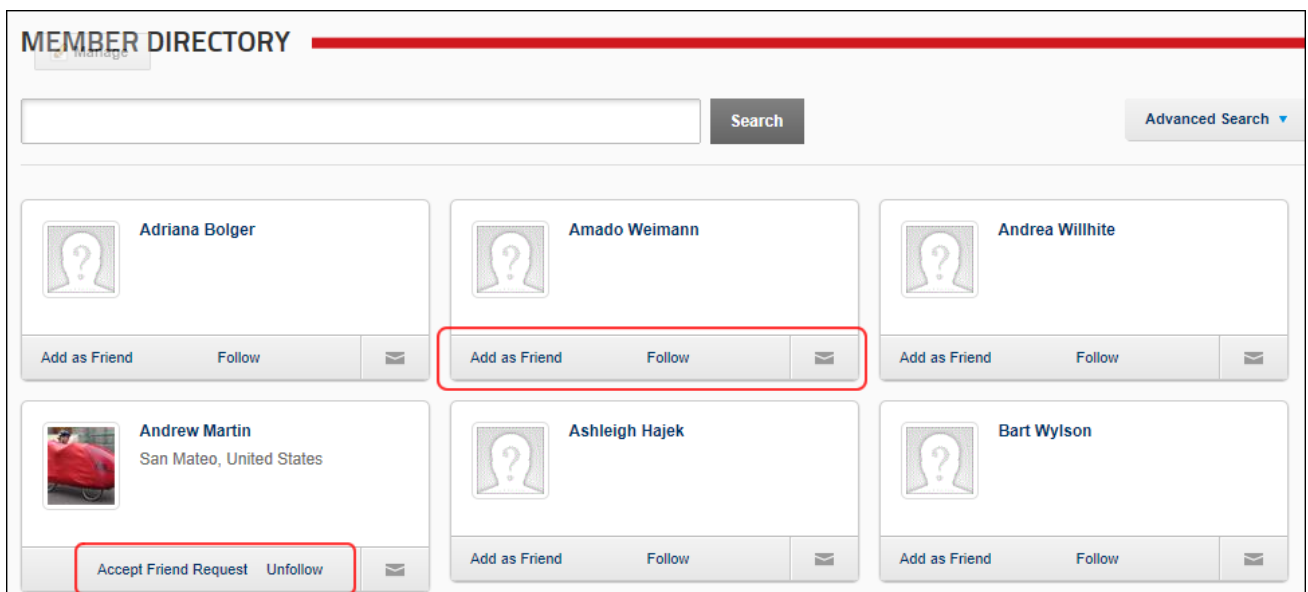 MEMBER DIRECTORY
Manage
Search
Advanced Search
Adriana Bolger
Amado Weimann
Andrea Willhite
Add as Friend Follow
Add as Friend Follow
Add as Friend Follow
Andrew Martin
San Mateo, United States
Ashleigh Hajek
Bart Wylson
Accept Friend Request Unfollow
Add as Friend Follow
Add as Friend Follow